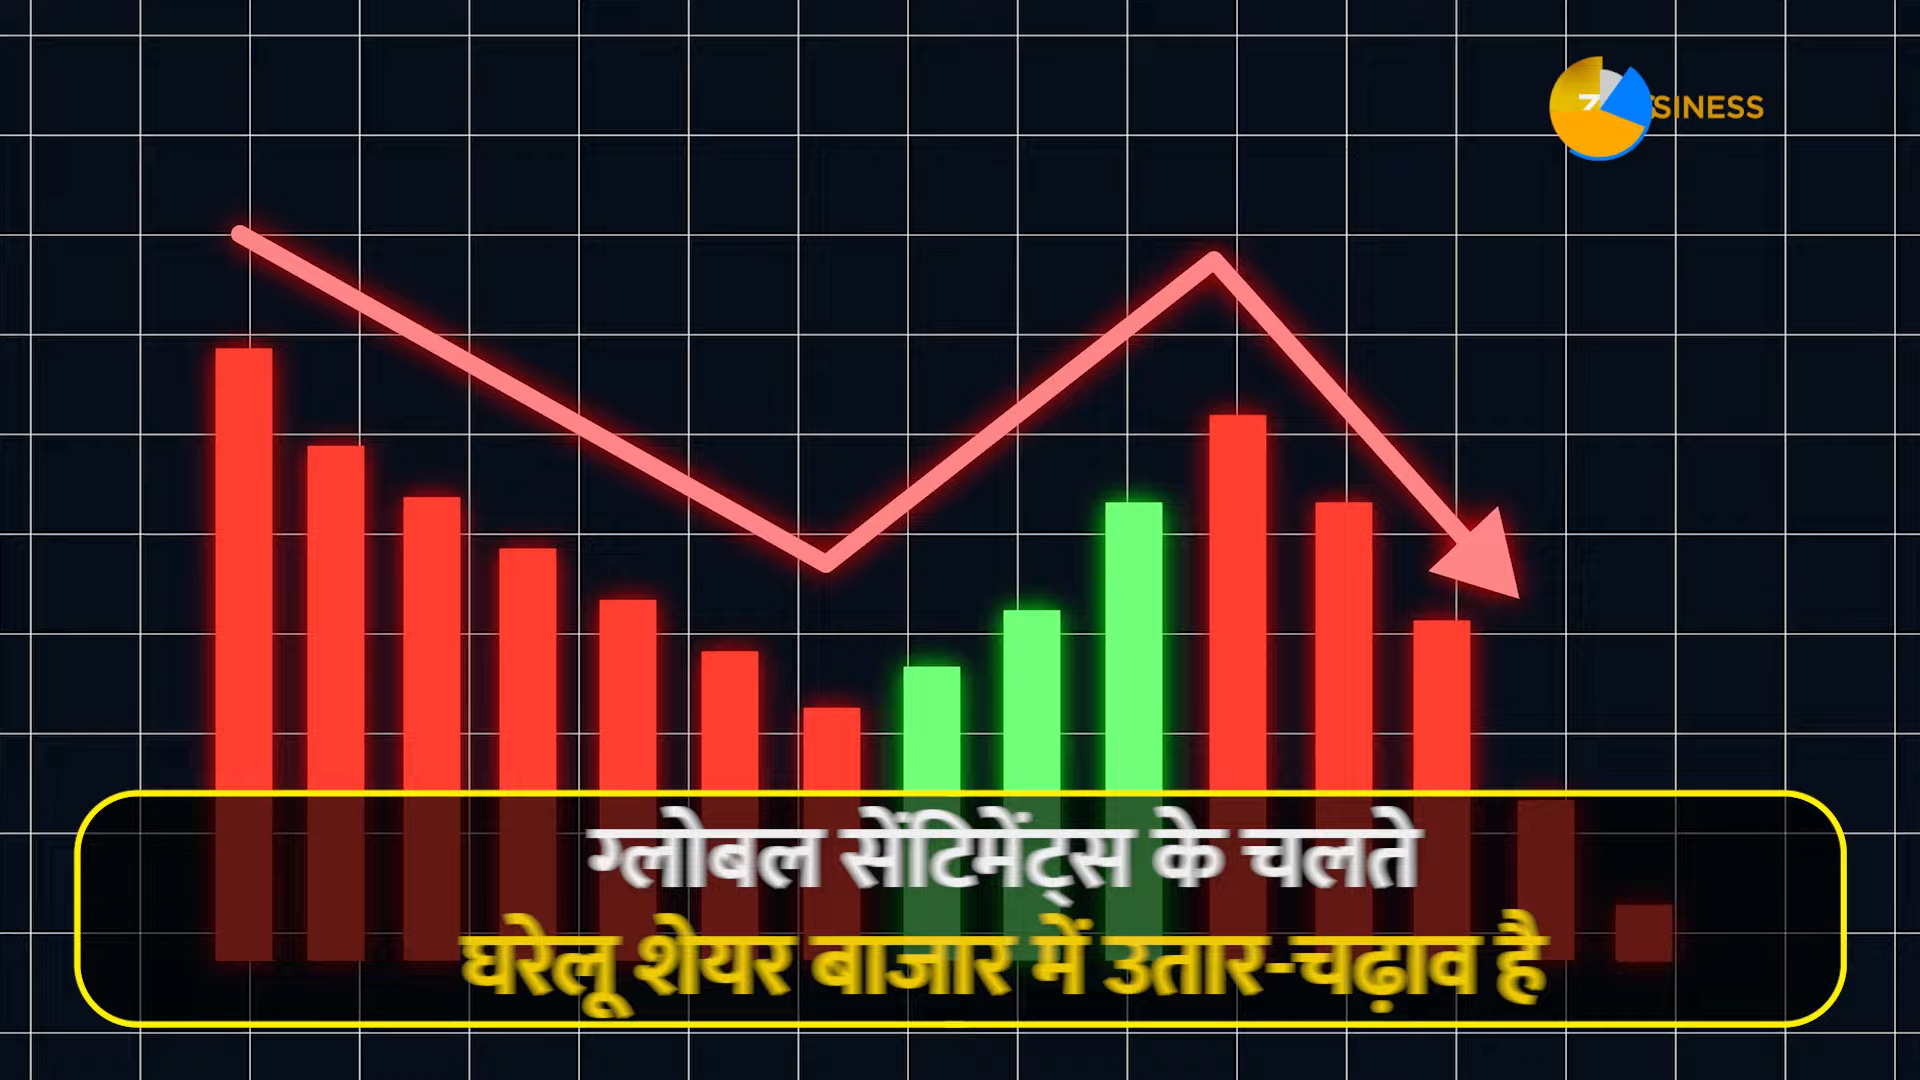 SINESS
ग्लोबल सेंटिमेंट्स के चलते
घरेलू शेयर बाजार में उतार-चढ़ाव है